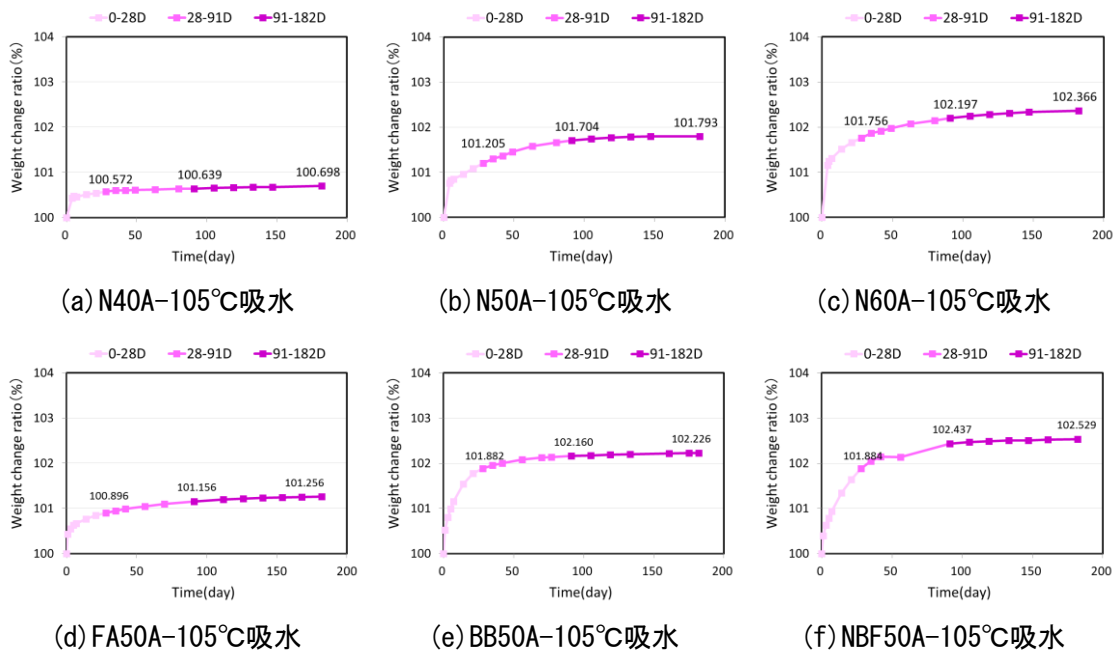 0-28D 28-91D 91-182D
Weight change ratio (%)
104
103
102
101
100
100.572
100.639
100.698
0 50 100 150 200
Time(day)
(a) N40A-105℃吸水
0-28D 28-91D 91-182D
Weight change ratio (%)
104
103
102
101
100
101.205
101.704
101.793
0 50 100 150 200
Time(day)
(b) N50A-105℃吸水
0-28D 28-91D 91-182D
Weight change ratio (%)
104
103
102
101
100
101.756
102.197
102.366
0 50 100 150 200
Time(day)
(c) N60A-105℃吸水
0-28D 28-91D 91-182D
Weight change ratio (%)
104
103
102
101
100
100.896
101.156
101.256
0 50 100 150 200
Time(day)
(d) FA50A-105℃吸水
0-28D 28-91D 91-182D
Weight change ratio (%)
104
103
102
101
100
101.882
102.160
102.226
0 50 100 150 200
Time(day)
(e) BB50A-105℃吸水
0-28D 28-91D 91-182D
Weight change ratio (%)
104
103
102
101
100
101.884
102.437
102.529
0 50 100 150 200
Time(day)
(f) NBF50A-105℃吸水